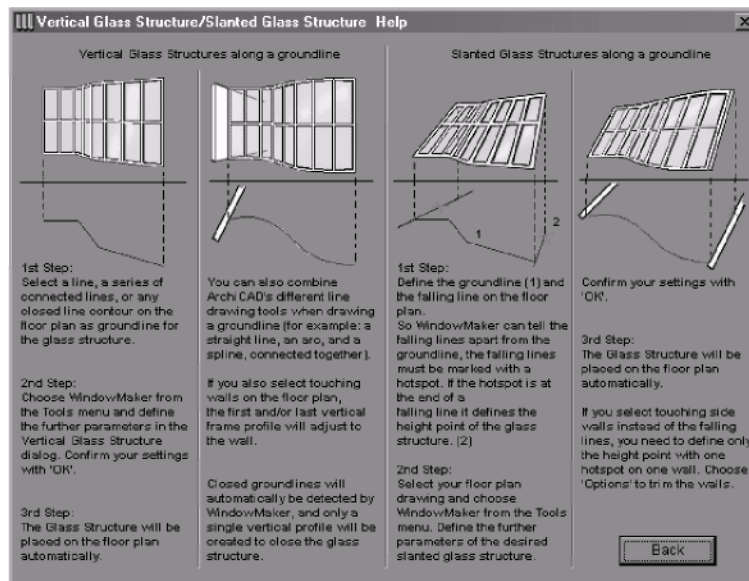 Vertical Glass Structure/Slanted Glass Structure Help
Vertical Glass Structures along a groundline
1st Step:
Select a line, a series of
connected lines, or any
closed line contour on the
floor plan as groundline for
the glass structure.
2nd Step:
Choose WindowMaker from
the Tools menu and define
the further parameters in the
Vertical Glass Structure
dialog. Confirm your settings
with 'OK'.
3rd Step:
The Glass Structure will be
placed on the floor plan
automatically.
You can also combine
ArchiCAD's different line
drawing tools when drawing
a groundline (for example: a
straight line, an arc, and a
spline, connected together).
If you also select touching
walls on the floor plan,
the first and/or last vertical
frame profile will adjust to
the wall.
Closed groundlines will
automatically be detected by
WindowMaker, and only a
single vertical profile will be
created to close the glass
structure.
Slanted Glass Structures along a groundline
1
2
1st Step:
Define the groundline (1) and
the falling line on the floor
plan.
So WindowMaker can tell the
falling lines apart from the
groundline, the falling lines
must be marked with a
hotspot. If the hotspot is at
the end of a
falling line it defines the
height point of the glass
structure. (2)
2nd Step:
Select your floor plan
drawing and choose
WindowMaker from the Tools
menu. Define the further
parameters of the desired
slanted glass structure.
Confirm your settings with
'OK'.
3rd Step:
The Glass Structure will be
placed on the floor plan
automatically.
If you select touching side
walls instead of the falling
lines, you need to define only
the height point with one
hotspot on one wall. Choose
'Options' to trim the walls.
Back